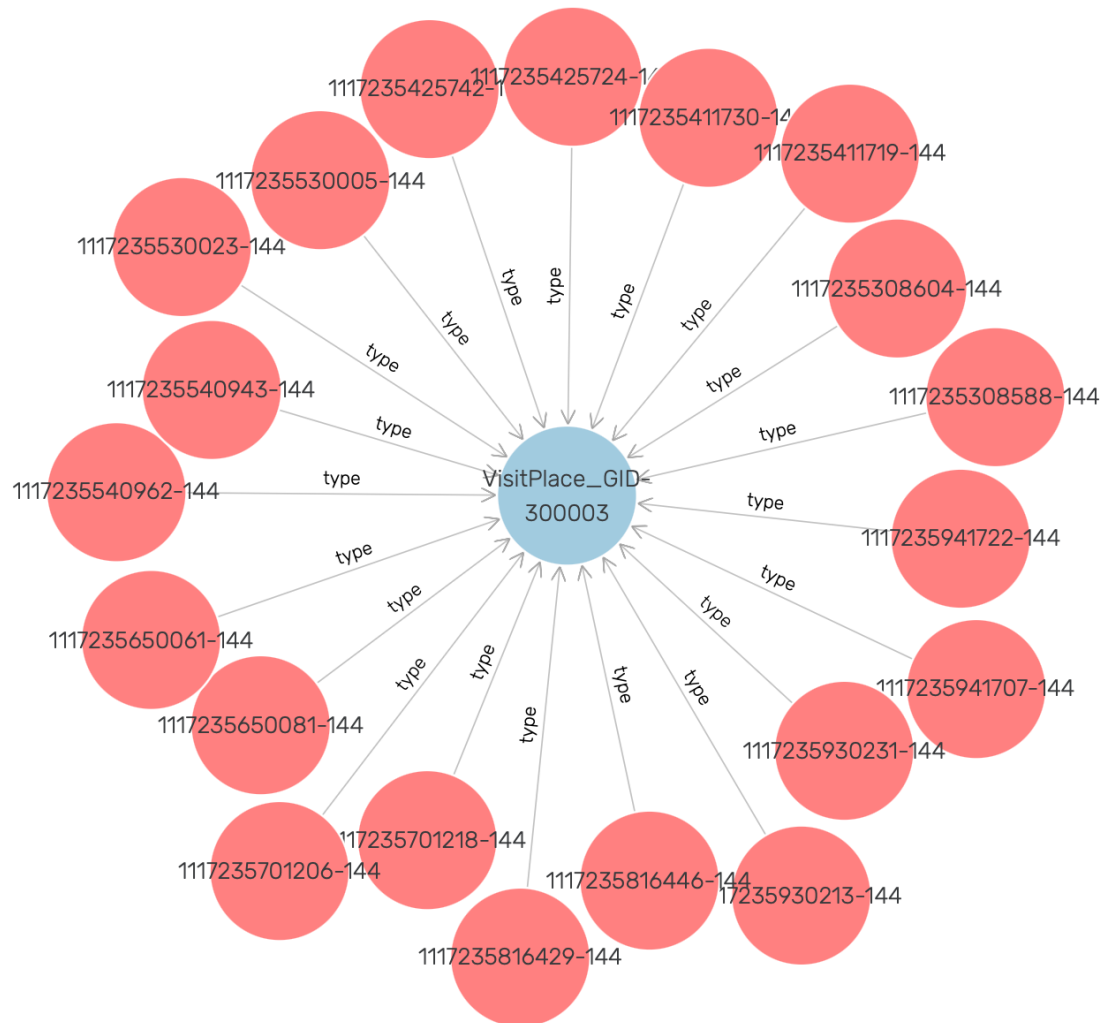 1117235425724-14
1117235425742-1
1117235411730-14
1117235411719-144
1117235530005-144
1117235530023-144
1117235308604-144
type
type
type
type
type
type
type
1117235540943-144
1117235308588-144
type
type
VisitPlace_GID-
300003
type
1117235540962-144
type
1117235941722-144
type
type
type
type
1117235650061-144
type
type
type
type
1117235941707-144
1117235650081-144
type
1117235930231-144
117235701218-144
1117235701206-144
1117235816446-144
17235930213-144
1117235816429-144